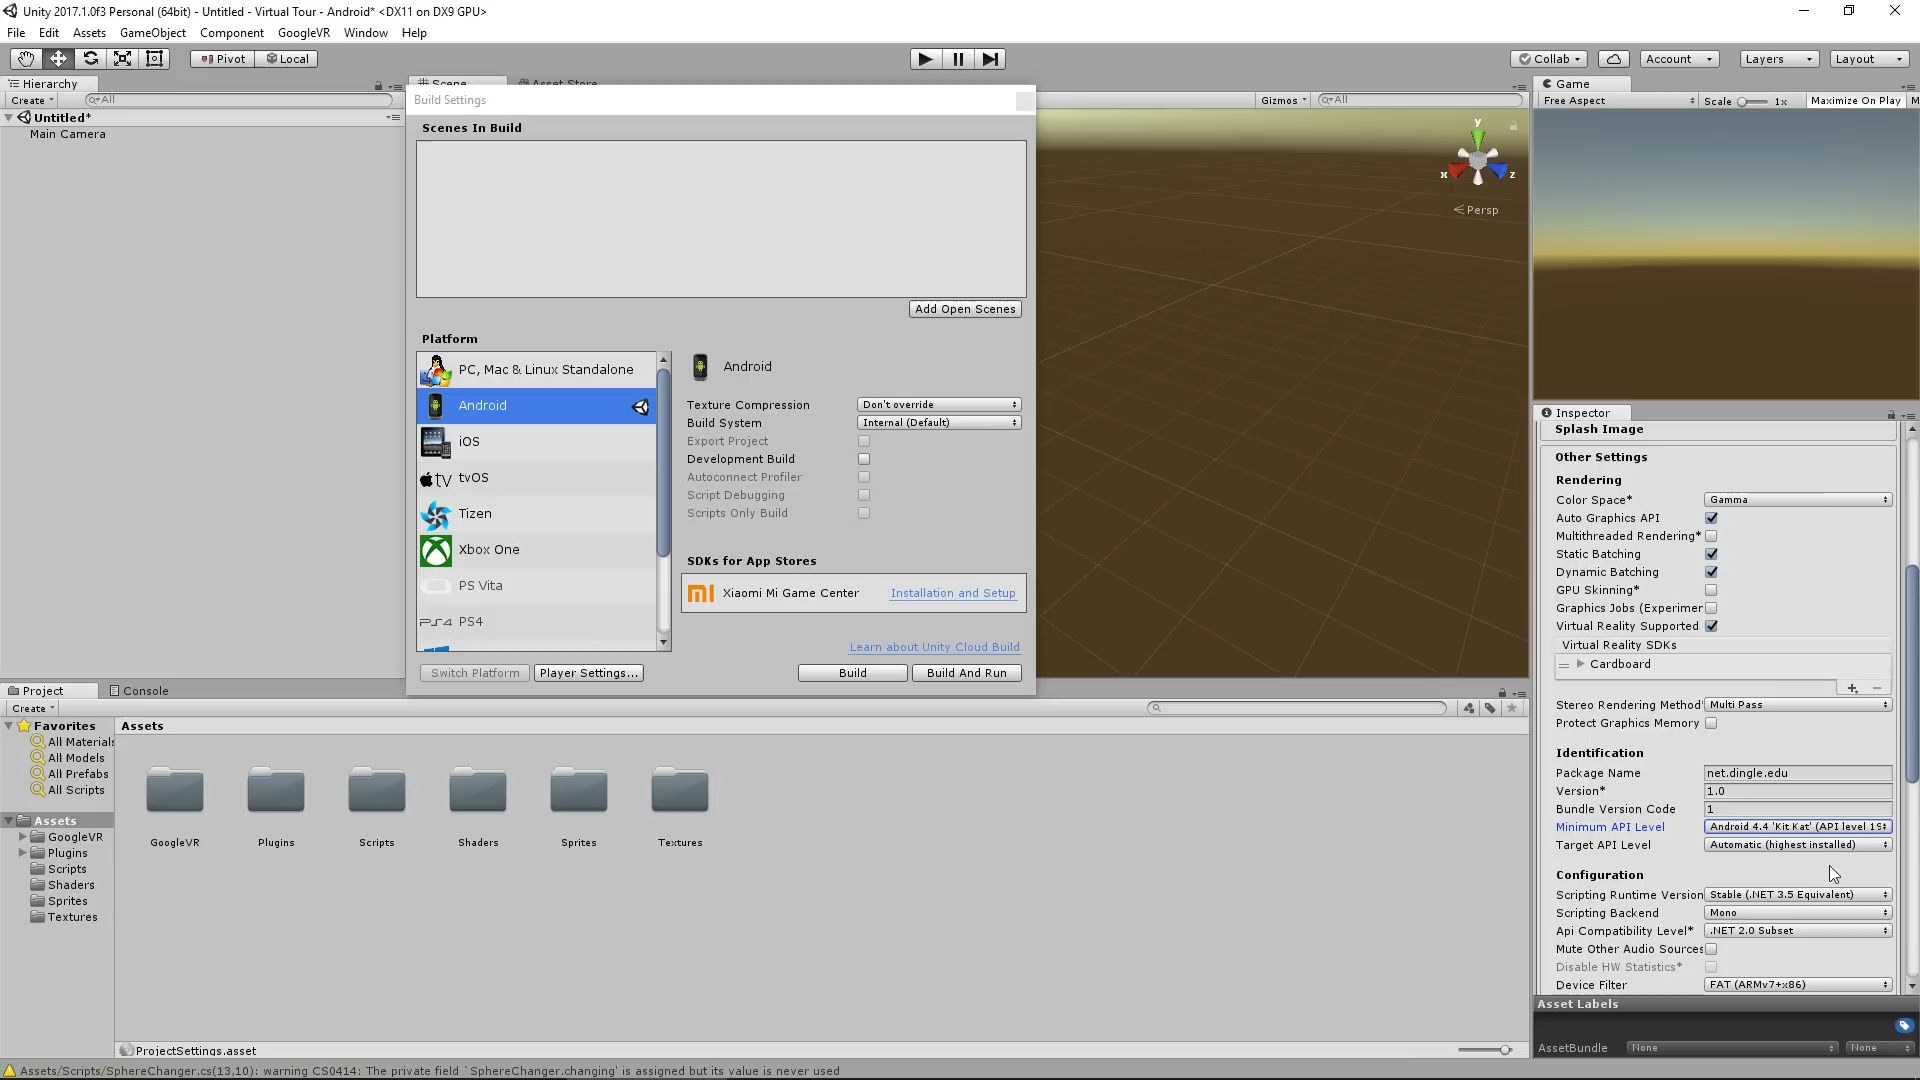 Unity 2017.1.0f3 Personal (64bit) - Untitled - Virtual Tour - Android* <DX11 on DX9 GPU>
File Edit Assets GameObject Component GoogleVR Window Help
Pivot Local Collab Account Layers Layout
Hierarchy
Create All
Untitled*
Main Camera
Scene Asset Store
Gizmos All
y
x z
Persp
Build Settings
Scenes In Build
Add Open Scenes
Platform
PC, Mac & Linux Standalone
Android
iOS
tv tvOS
Tizen
Xbox One
PS Vita
PS4 PS4
Android
Texture Compression Don't override
Build System Internal (Default)
Export Project
Development Build
Autoconnect Profiler
Script Debugging
Scripts Only Build
SDKs for App Stores
Xiaomi Mi Game Center Installation and Setup
Learn about Unity Cloud Build
Switch Platform Player Settings... Build Build And Run
Game
Free Aspect Scale 1x Maximize On Play M
Inspector
Splash Image
Other Settings
Rendering
Color Space* Gamma
Auto Graphics API
Multithreaded Rendering*
Static Batching
Dynamic Batching
GPU Skinning*
Graphics Jobs (Experimen
Virtual Reality Supported
Virtual Reality SDKs
Cardboard
Stereo Rendering Method* Multi Pass
Protect Graphics Memory
Identification
Package Name net.dingle.edu
Version* 1.0
Bundle Version Code 1
Minimum API Level Android 4.4 'Kit Kat' (API level 19
Target API Level Automatic (highest installed)
Configuration
Scripting Runtime Version Stable (.NET 3.5 Equivalent)
Scripting Backend Mono
Api Compatibility Level* .NET 2.0 Subset
Mute Other Audio Sources
Disable HW Statistics*
Device Filter FAT (ARMv7+x86)
Asset Labels
AssetBundle None None
Project Console
Create
Favorites
All Materials
All Models
All Prefabs
All Scripts
Assets
GoogleVR
Plugins
Scripts
Shaders
Sprites
Textures
Assets
GoogleVR Plugins Scripts Shaders Sprites Textures
ProjectSettings.asset
Assets/Scripts/SphereChanger.cs(13,10): warning CS0414: The private field `SphereChanger.changing' is assigned but its value is never used